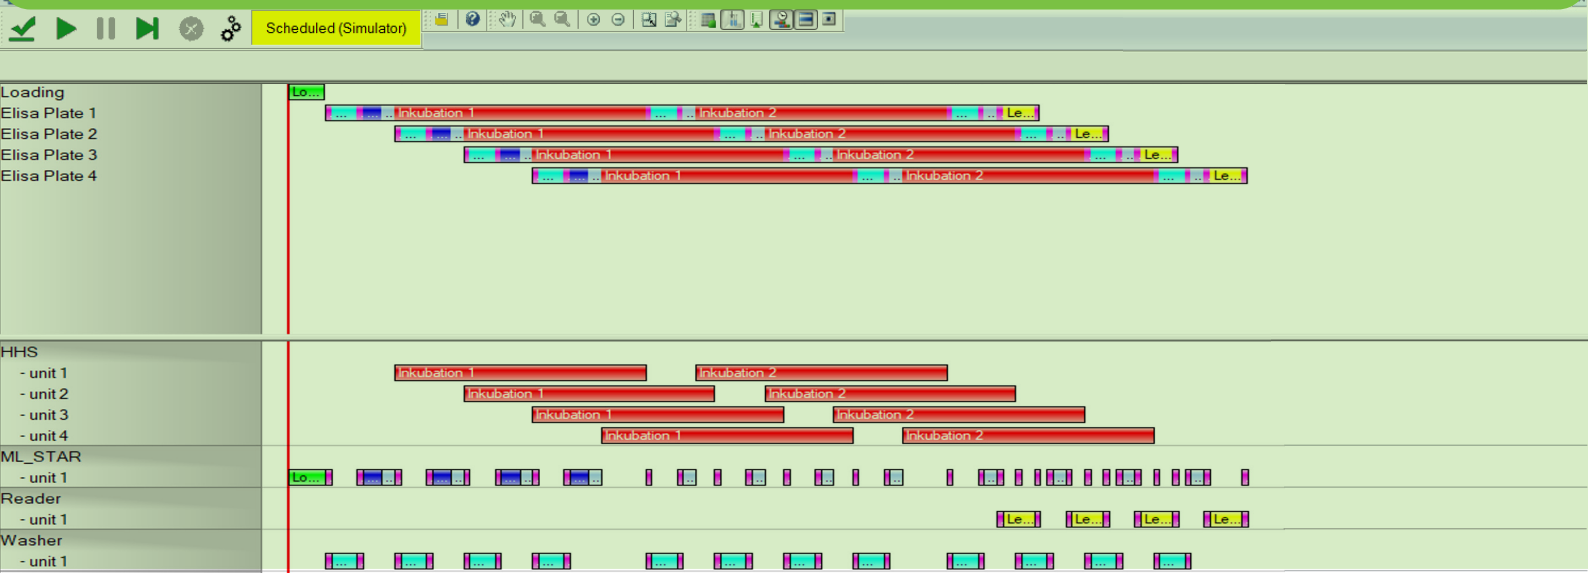 Scheduled (Simulator)
Loading Lo...
Elisa Plate 1 ... ... .. Inkubation 1 ... .. Inkubation 2 ... .. Le...
Elisa Plate 2 ... ... .. Inkubation 1 ... .. Inkubation 2 ... .. Le...
Elisa Plate 3 ... ... .. Inkubation 1 ... .. Inkubation 2 ... .. Le...
Elisa Plate 4 ... ... .. Inkubation 1 ... .. Inkubation 2 ... .. Le...
HHS
- unit 1 Inkubation 1 Inkubation 2
- unit 2 Inkubation 1 Inkubation 2
- unit 3 Inkubation 1 Inkubation 2
- unit 4 Inkubation 1 Inkubation 2
ML_STAR
- unit 1 Lo... ... .. ... .. ... .. ... .. .. .. .. .. .. .. .. ..
Reader
- unit 1 Le... Le... Le... Le...
Washer
- unit 1 ... ... ... ... ... ... ... ... ... ... ... ...